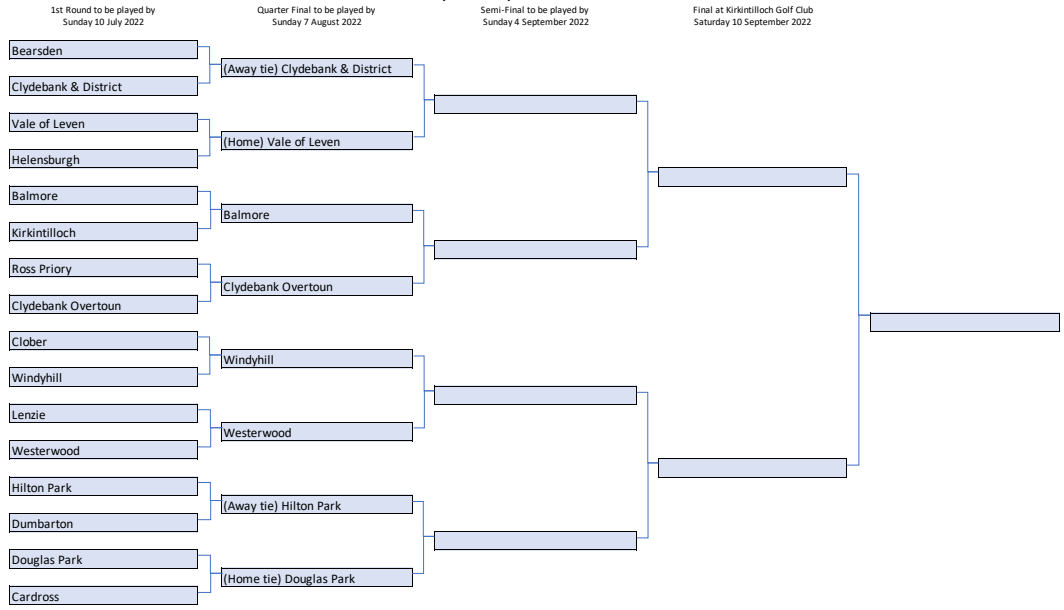 1st Round to be played by
Sunday 10 July 2022
Quarter Final to be played by
Sunday 7 August 2022
Semi-Final to be played by
Sunday 4 September 2022
Final at Kirkintilloch Golf Club
Saturday 10 September 2022
Bearsden
Clydebank & District
Vale of Leven
Helensburgh
Balmore
Kirkintilloch
Ross Priory
Clydebank Overtoun
Clober
Windyhill
Lenzie
Westerwood
Hilton Park
Dumbarton
Douglas Park
Cardross
(Away tie) Clydebank & District
(Home) Vale of Leven
Balmore
Clydebank Overtoun
Windyhill
Westerwood
(Away tie) Hilton Park
(Home tie) Douglas Park